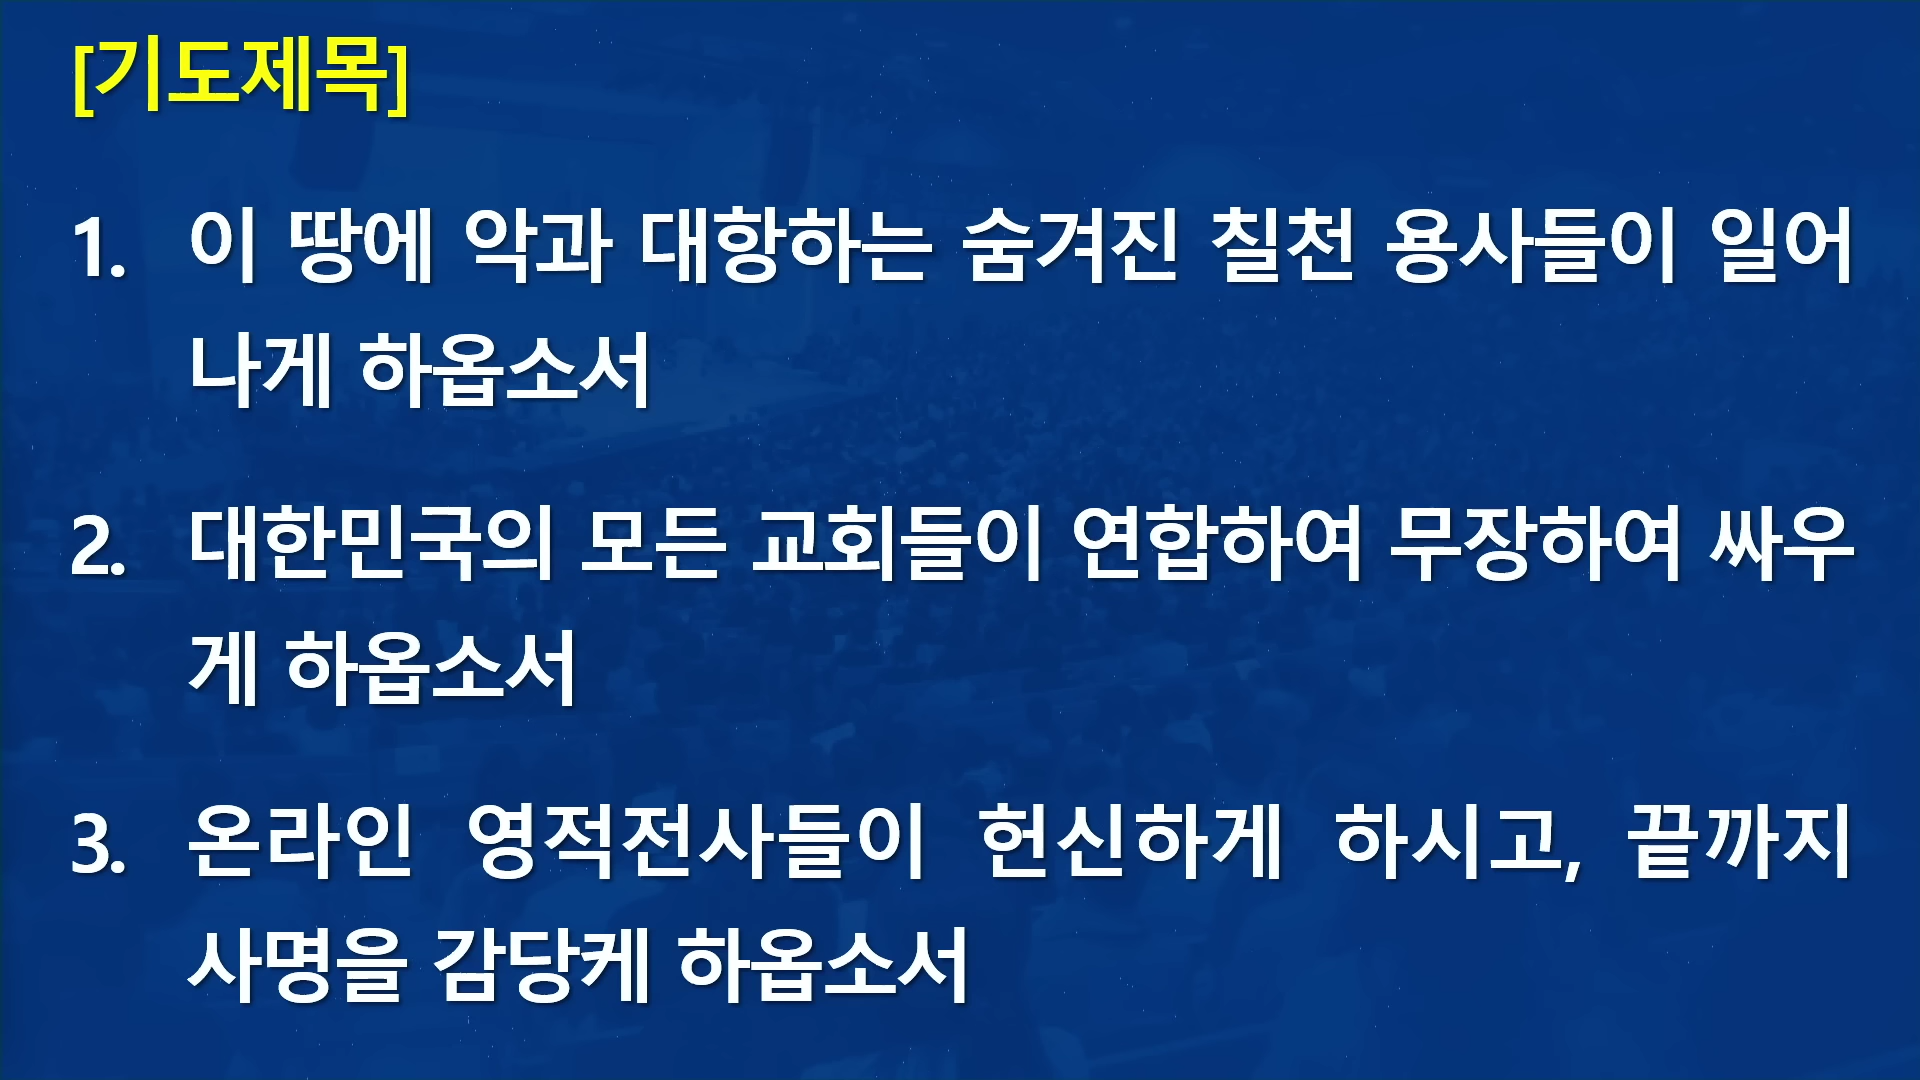 [기도제목]
1. 이 땅에 악과 대항하는 숨겨진 칠천 용사들이 일어
나게 하옵소서
2. 대한민국의 모든 교회들이 연합하여 무장하여 싸우
게 하옵소서
3. 온라인 영적전사들이 헌신하게 하시고, 끝까지
사명을 감당케 하옵소서